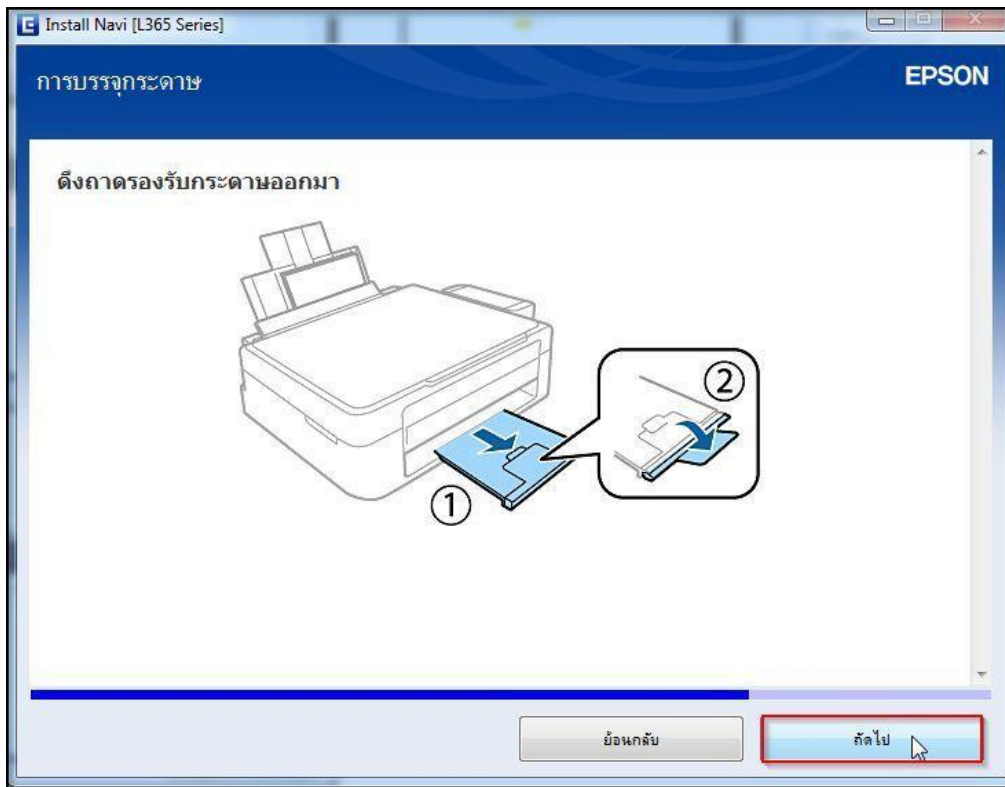 Install Navi [L365 Series]
การบรรจุกระดาษ
EPSON
ดึงถาดรองรับกระดาษออกมา
②
①
ย้อนกลับ
ถัดไป